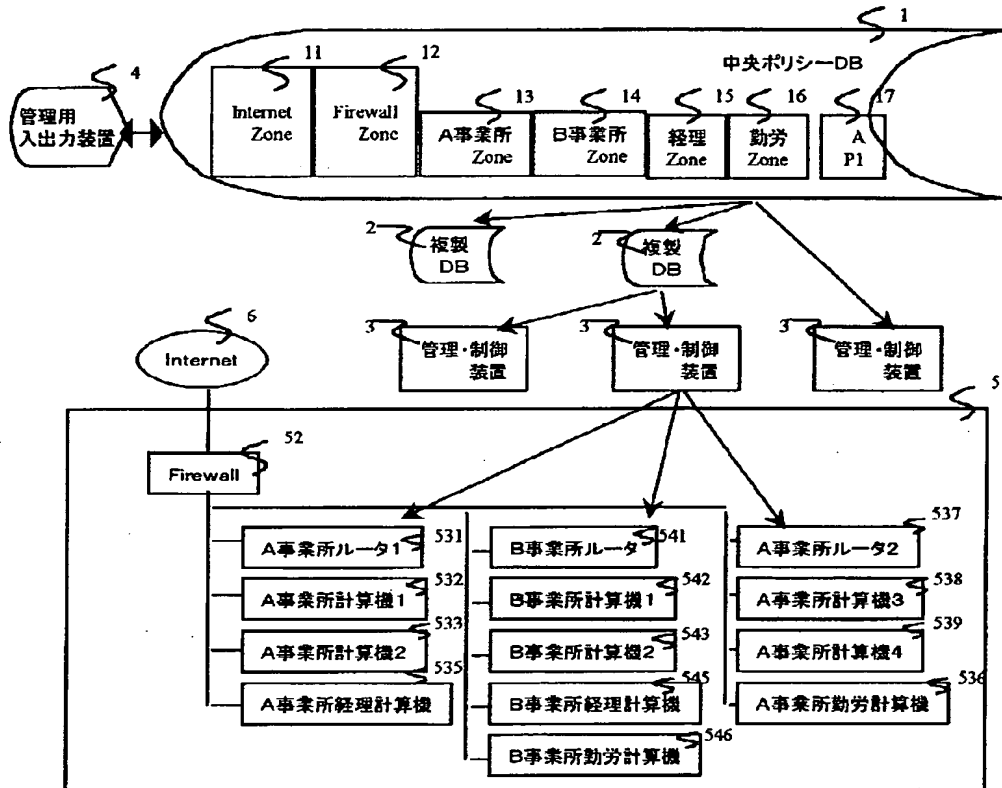 1
11
12
4
中央ポリシーDB
13
14
15
16
17
管理用
入出力装置
Internet
Zone
Firewall
Zone
A事業所
Zone
B事業所
Zone
経理
Zone
勤労
Zone
A
P1
2
複製
DB
2
複製
DB
6
Internet
3
管理・制御
装置
3
管理・制御
装置
3
管理・制御
装置
5
52
Firewall
A事業所ルータ1
531
B事業所ルータ
541
A事業所ルータ2
537
A事業所計算機1
532
B事業所計算機1
542
A事業所計算機3
538
A事業所計算機2
533
B事業所計算機2
543
A事業所計算機4
539
A事業所経理計算機
535
B事業所経理計算機
545
A事業所勤労計算機
536
B事業所勤労計算機
546